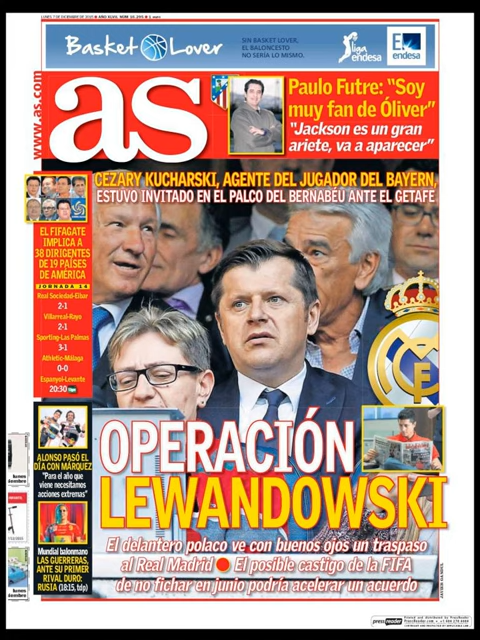 LUNES, 7 DE DICIEMBRE DE 2015
Basket Lover
SIN BASKET LOVER,
EL BALONCESTO
NO SERÍA LO MISMO.
liga
endesa
endesa
www.as.com
as
Paulo Futre: “Soy
muy fan de Óliver”
“Jackson es un gran
ariete, va a aparecer”
CEZARY KUCHARSKI, AGENTE DEL JUGADOR DEL BAYERN,
ESTUVO INVITADO EN EL PALCO DEL BERNABÉU ANTE EL GETAFE
EL FIFAGATE
IMPLICA A
38 DIRIGENTES
DE 19 PAÍSES
DE AMÉRICA
JORNADA 14
Real Sociedad-Eibar
2-1
Villarreal-Rayo
2-1
Sporting-Las Palmas
3-1
Athletic-Málaga
0-0
Espanyol-Levante
20:30
ALONSO PASÓ EL
DÍA CON MÁRQUEZ
“Para el año que
viene necesitamos
acciones extremas”
Mundial balonmano
LAS GUERRERAS,
ANTE SU PRIMER
RIVAL DURO:
RUSIA (18:15, tdp)
OPERACIÓN
LEWANDOWSKI
El delantero polaco ve con buenos ojos un traspaso
al Real Madrid ● El posible castigo de la FIFA
de no fichar en junio podría acelerar un acuerdo
pressreader